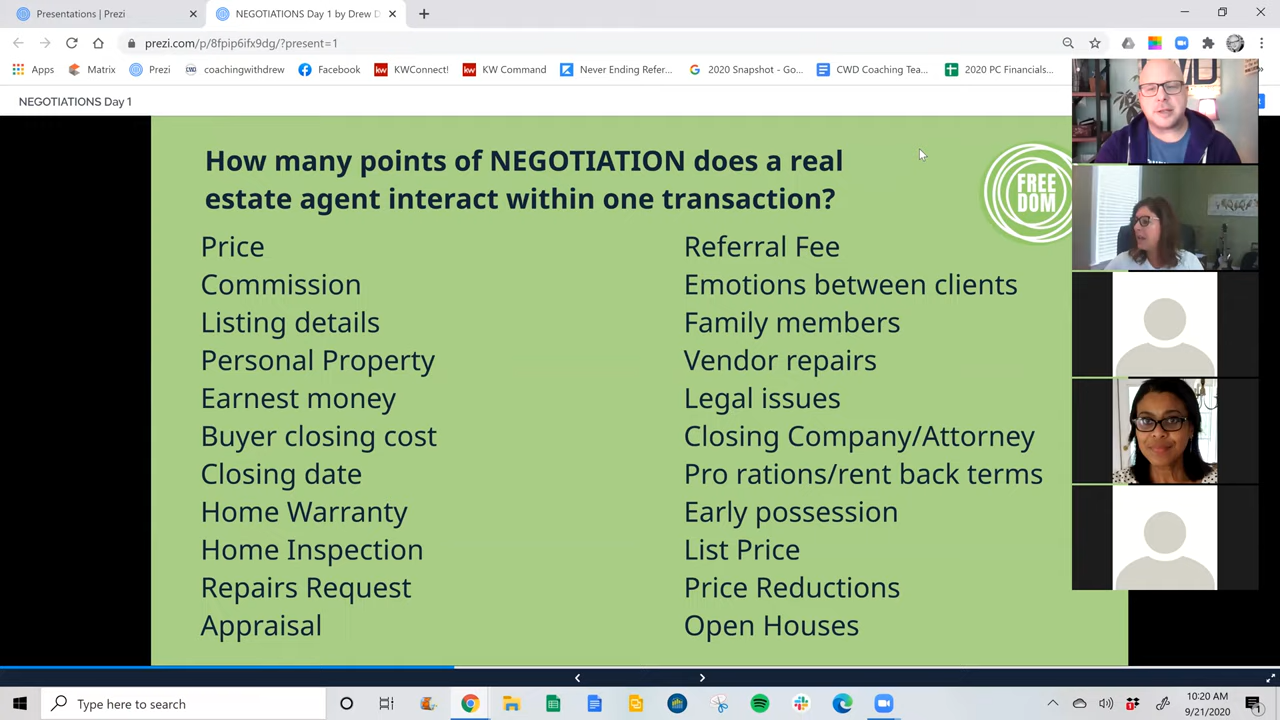 Presentations | Prezi
NEGOTIATIONS Day 1 by Drew D
prezi.com/p/8fpip6ifx9dg/?present=1
Apps
Matrix
Prezi
coachingwithdrew
Facebook
KWConnect!
KW Command
Never Ending Refer...
2020 Snapshot - Go...
CWD Coaching Tea...
2020 PC Financials...
NEGOTIATIONS Day 1
How many points of NEGOTIATION does a real
estate agent interact within one transaction?
FREE
DOM
Price
Commission
Listing details
Personal Property
Earnest money
Buyer closing cost
Closing date
Home Warranty
Home Inspection
Repairs Request
Appraisal
Referral Fee
Emotions between clients
Family members
Vendor repairs
Legal issues
Closing Company/Attorney
Pro rations/rent back terms
Early possession
List Price
Price Reductions
Open Houses
Type here to search
10:20 AM
9/21/2020